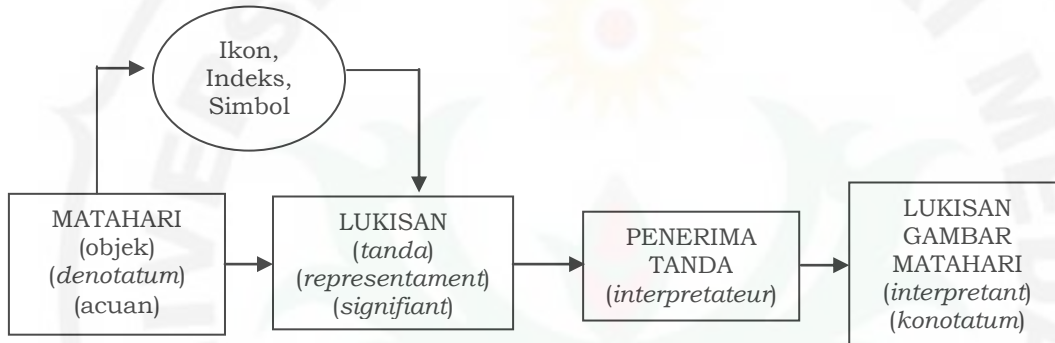 Ikon,
Indeks,
Simbol
MATAHARI
(objek)
(denotatum)
(acuan)
LUKISAN
(tanda)
(representament)
(signifiant)
PENERIMA
TANDA
(interpretateur)
LUKISAN
GAMBAR
MATAHARI
(interpretant)
(konotatum)